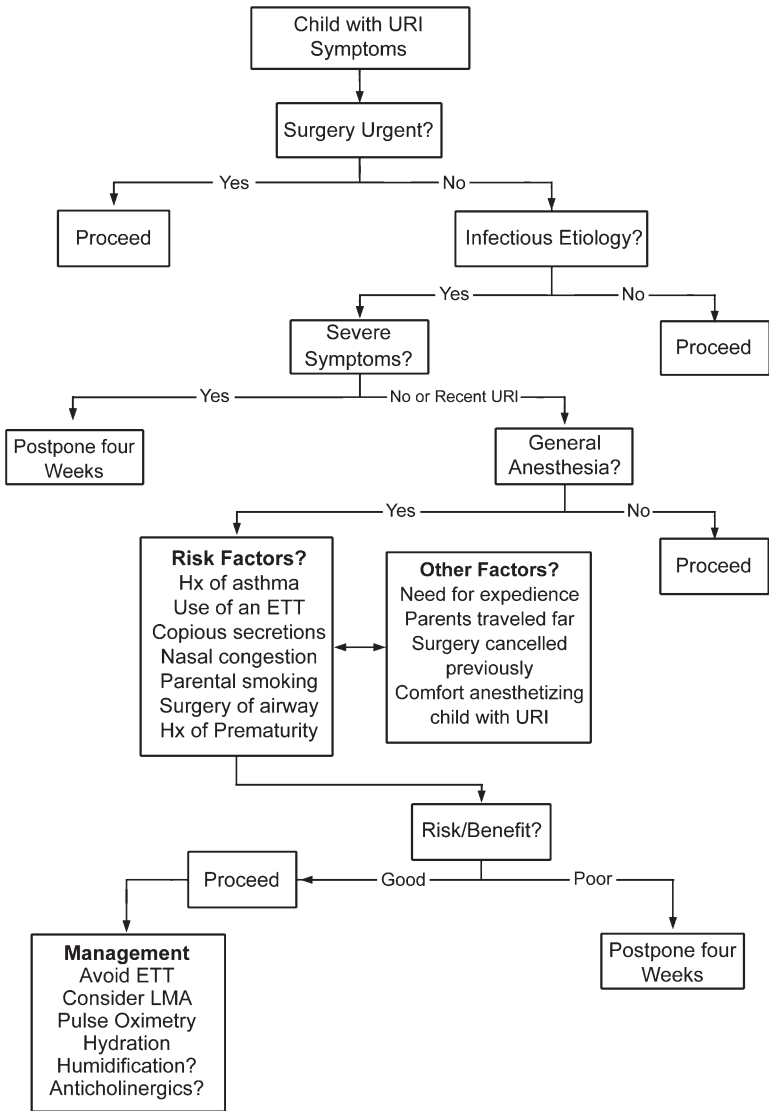 Child with URI
Symptoms
Surgery Urgent?
Yes
No
Proceed
Infectious Etiology?
Yes
No
Severe
Symptoms?
Proceed
Yes
No or Recent URI
Postpone four
Weeks
General
Anesthesia?
Yes
No
Proceed
Risk Factors?
Hx of asthma
Use of an ETT
Copious secretions
Nasal congestion
Parental smoking
Surgery of airway
Hx of Prematurity
Other Factors?
Need for expedience
Parents traveled far
Surgery cancelled
previously
Comfort anesthetizing
child with URI
Risk/Benefit?
Proceed
Good
Poor
Management
Avoid ETT
Consider LMA
Pulse Oximetry
Hydration
Humidification?
Anticholinergics?
Postpone four
Weeks